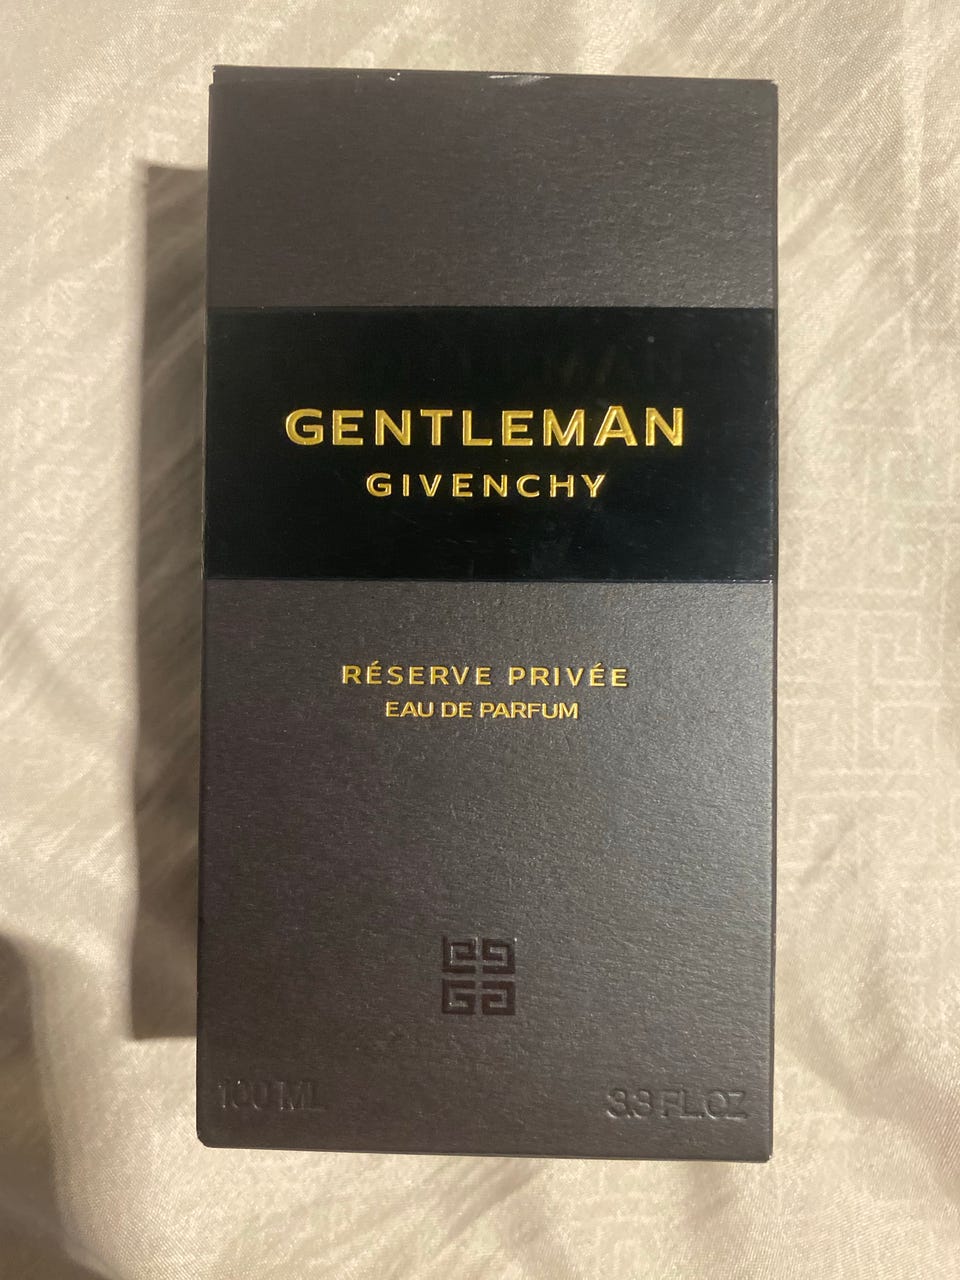 GENTLEMAN
GIVENCHY
RÉSERVE PRIVÉE
EAU DE PARFUM
100 ML
3.3 FL.OZ